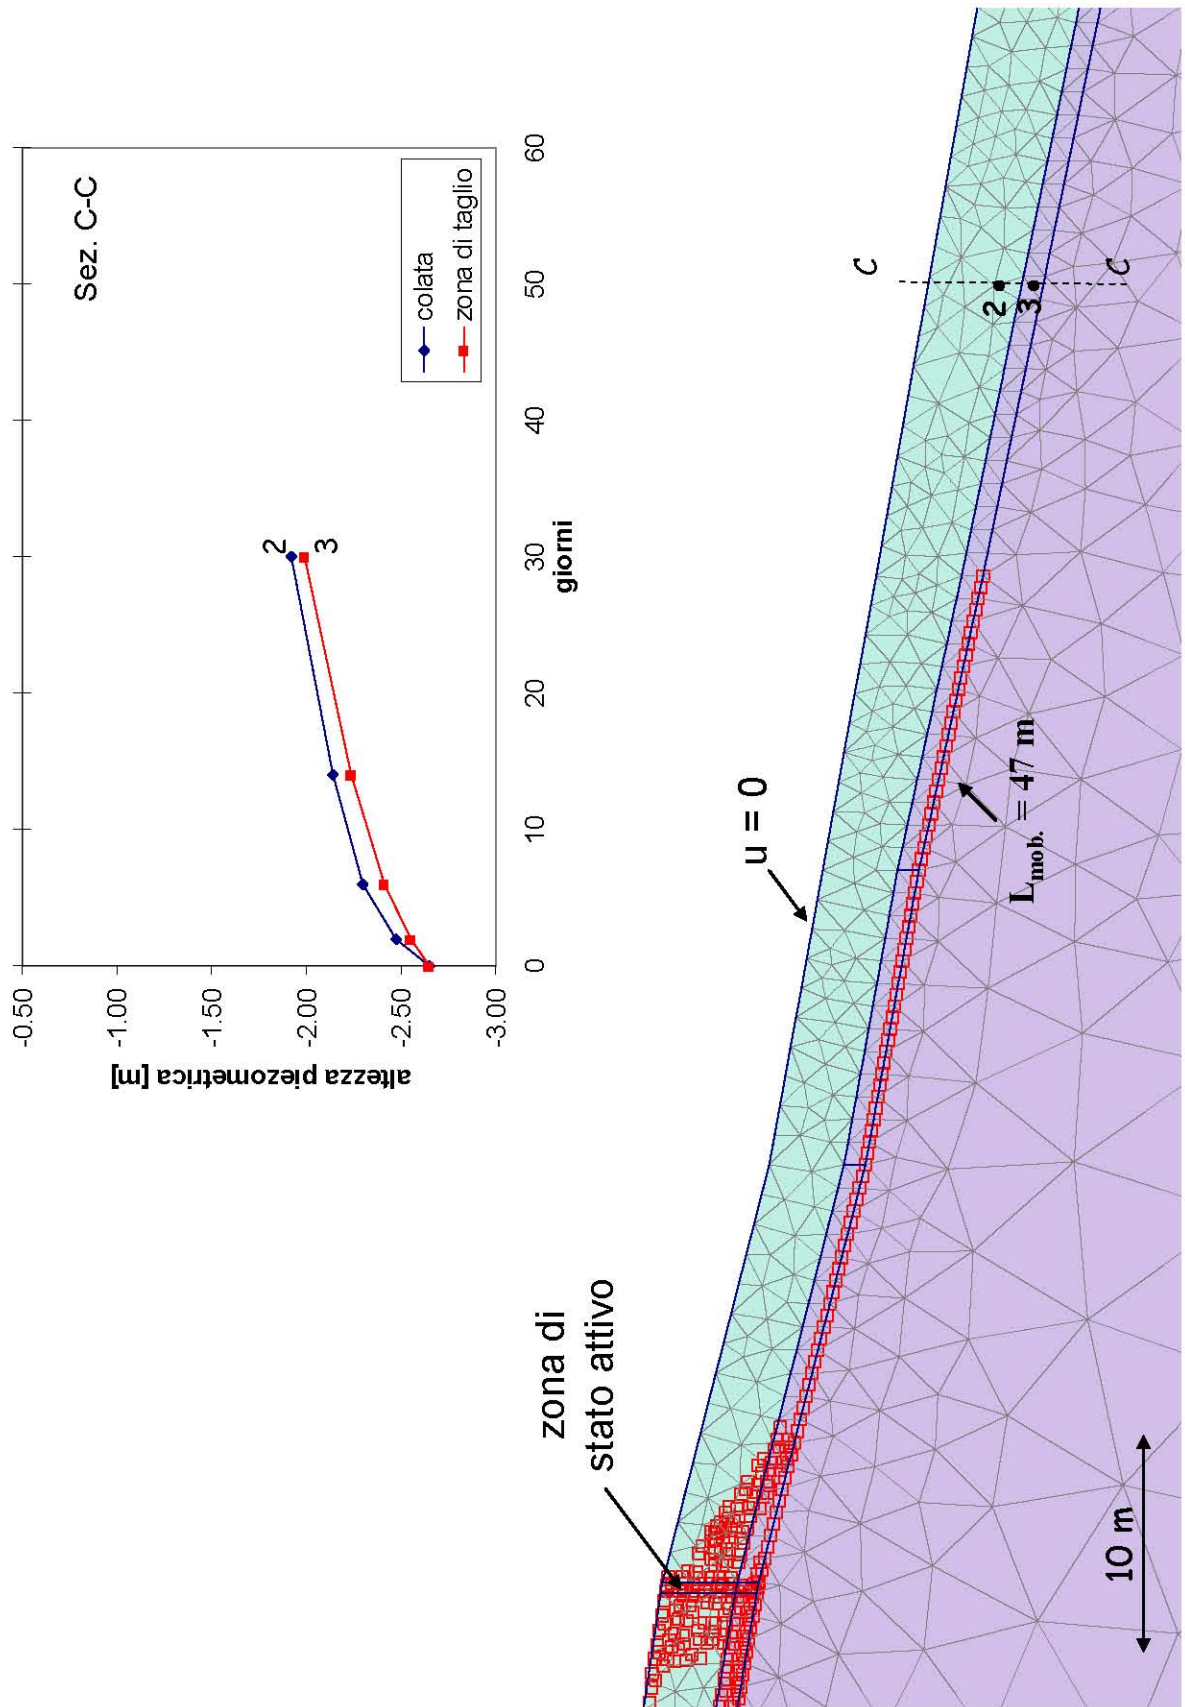 Sez. C-C
altezza piezometrica [m]
-0.50
-1.00
-1.50
-2.00
-2.50
-3.00
0 10 20 30 40 50 60
giorni
2
3
colata
zona di taglio
zona di
stato attivo
u = 0
L mob. = 47 m
C
2
3
C
10 m